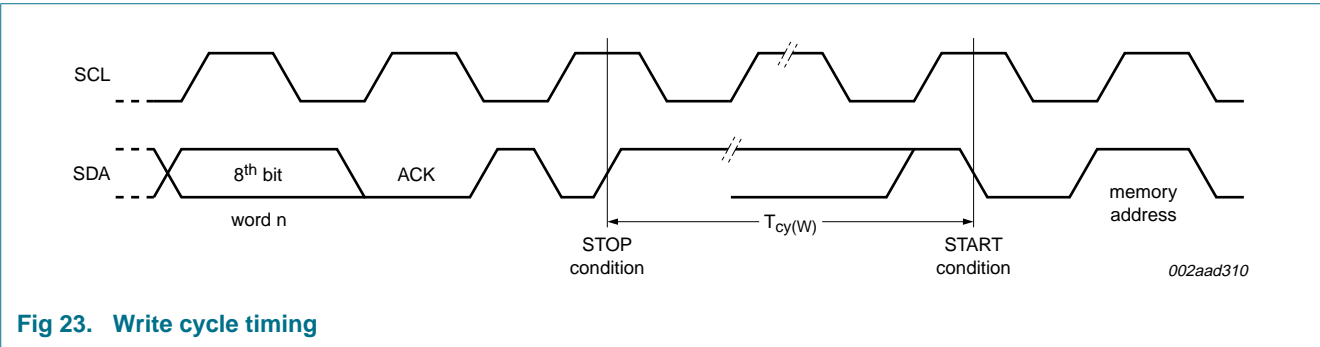 SCL
SDA
8th bit
ACK
word n
memory
address
Tcy(W)
STOP
condition
START
condition
002aad310
Fig 23. Write cycle timing